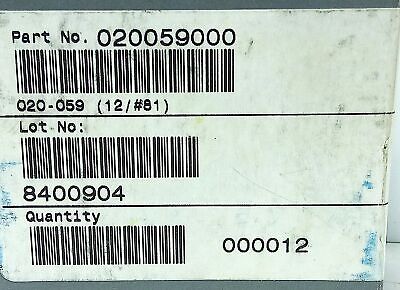 Part No. 020059000
020-059 (12/#81)
Lot No:
8400904
Quantity
000012